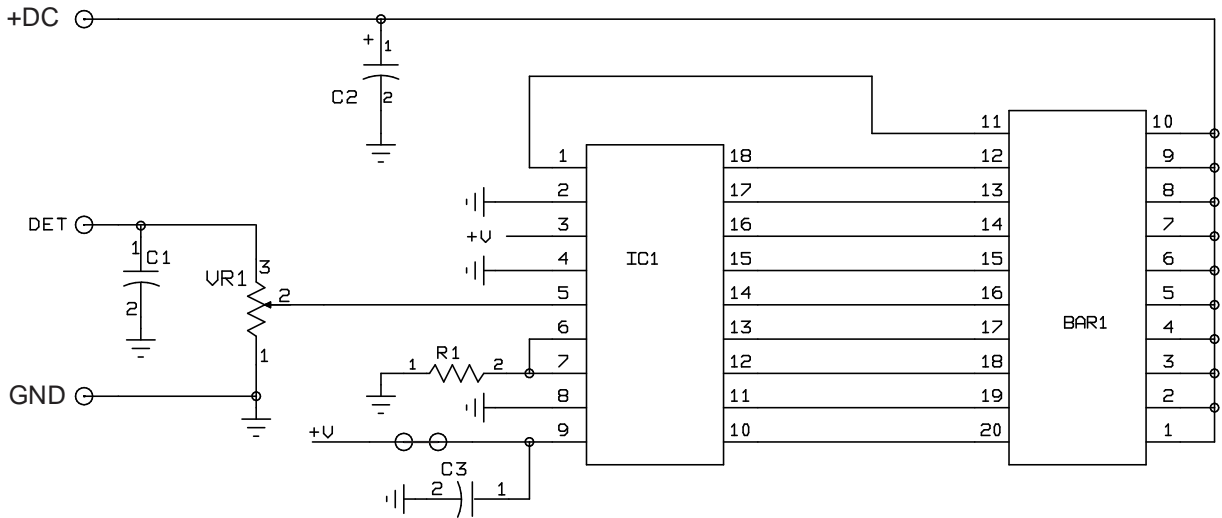 +DC
+ 1
C2 2
11 10
1 18 12 9
2 17 13 8
DET 3 16 14 7
+V
1 C1 IC1
4 15 15 6
VR1 3
2 2 5 14 16 5
BAR1
6 13 17 4
R1
1 1 2 7 12 18 3
GND 8 11 19 2
+V 9 10 20 1
C3
2 1